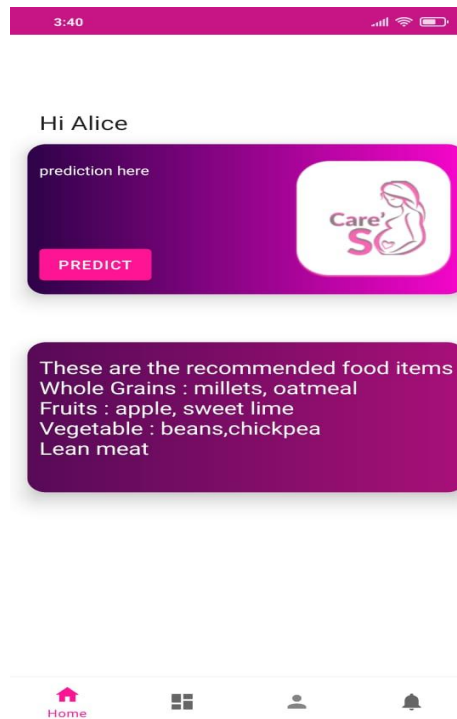 3:40
Hi Alice
prediction here
Care'
SO
PREDICT
These are the recommended food items
Whole Grains : millets, oatmeal
Fruits : apple, sweet lime
Vegetable : beans,chickpea
Lean meat
Home